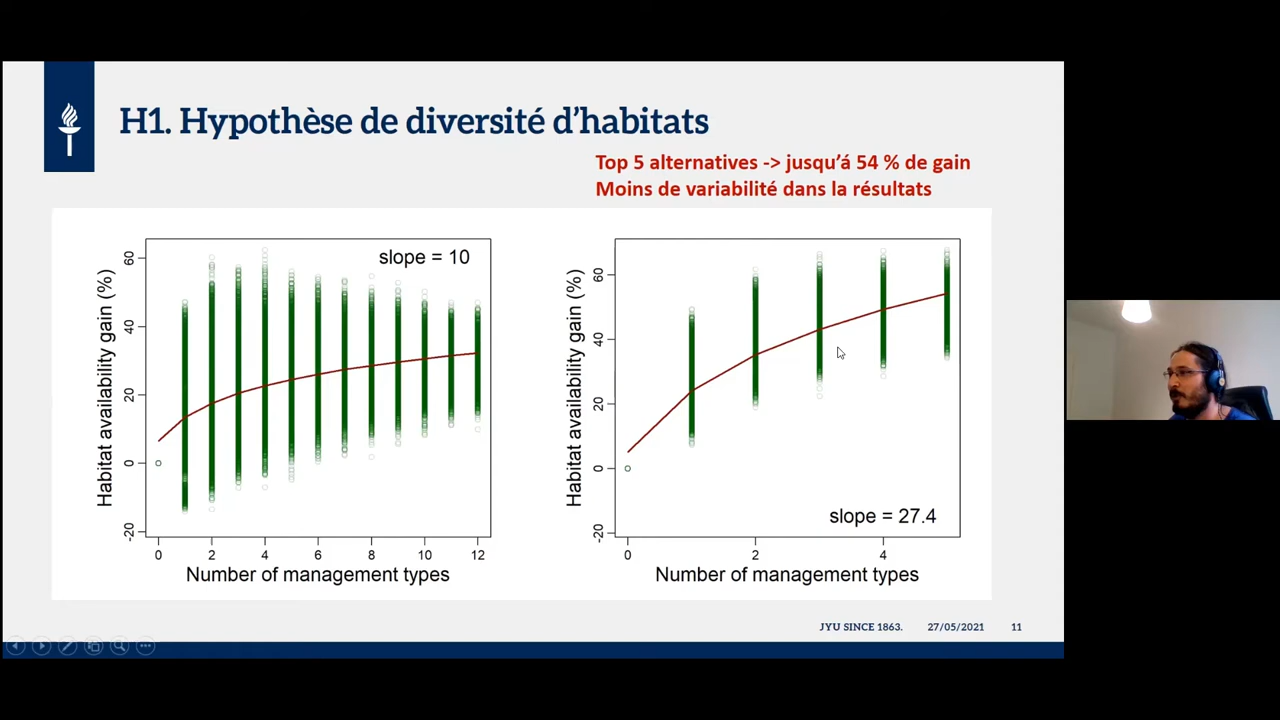 H1. Hypothèse de diversité d’habitats
Top 5 alternatives -> jusqu’á 54 % de gain
Moins de variabilité dans la résultats
Habitat availability gain (%)
60
40
20
0
-20
slope = 10
0 2 4 6 8 10 12
Number of management types
Habitat availability gain (%)
60
40
20
0
-20
slope = 27.4
0 2 4
Number of management types
JYU SINCE 1863. 27/05/2021 11